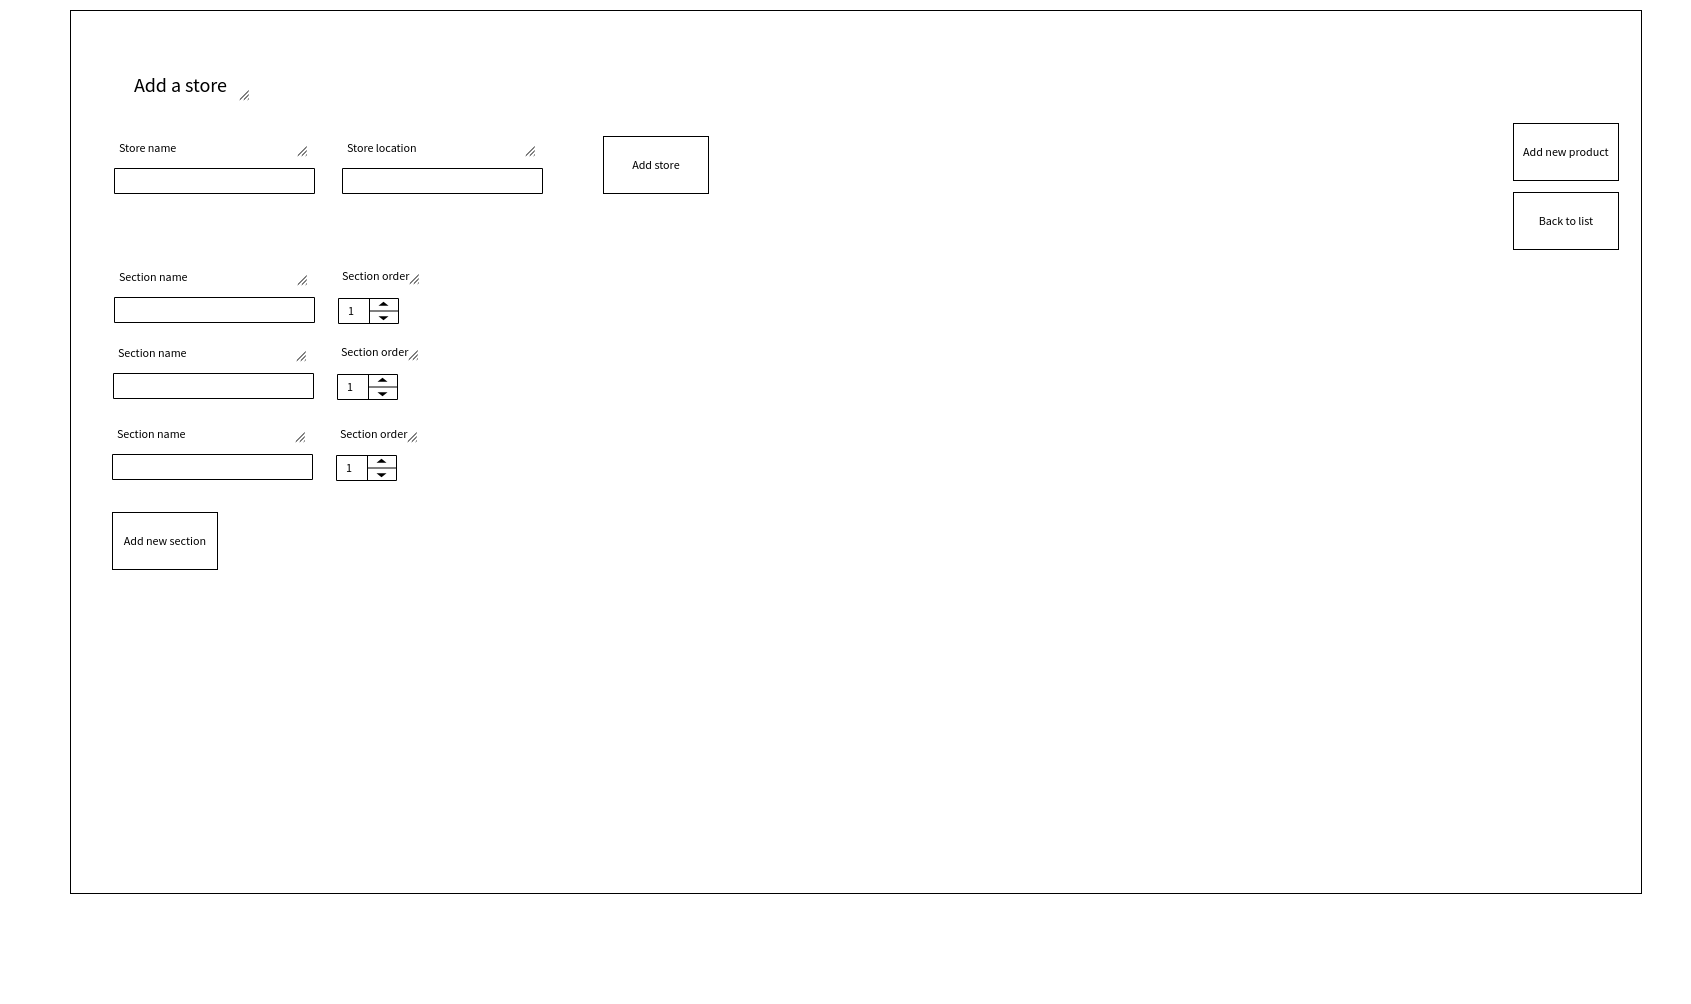 Add a store
Store name
Store location
Add store
Add new product
Back to list
Section name
Section order
1
Section name
Section order
1
Section name
Section order
1
Add new section